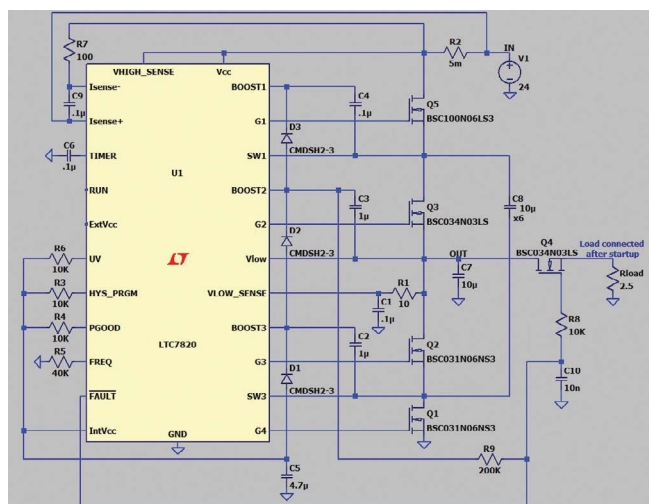 R7
100
R2
5m
IN
V1
24
VHIGH_SENSE
Vcc
Isense-
BOOST1
C4
.1µ
Q5
BSC100N06LS3
C9
.1µ
Isense+
G1
D3
CMDSH2-3
C6
.1µ
TIMER
SW1
U1
RUN
BOOST2
C3
1µ
Q3
BSC034N03LS
C8
10µ
x6
ExtVcc
G2
D2
CMDSH2-3
R6
10K
UV
Vlow
OUT
C7
10µ
Q4
BSC034N03LS
Load connected
after startup
Rload
2.5
R3
10K
HYS_PRGM
VLOW_SENSE
R1
10
C1
.1µ
R4
10K
PGOOD
BOOST3
C2
1µ
Q2
BSC031N06NS3
R8
10K
LTC7820
R5
40K
FREQ
G3
D1
CMDSH2-3
C10
10n
FAULT
SW3
Q1
BSC031N06NS3
IntVcc
GND
G4
C5
4.7µ
R9
200K